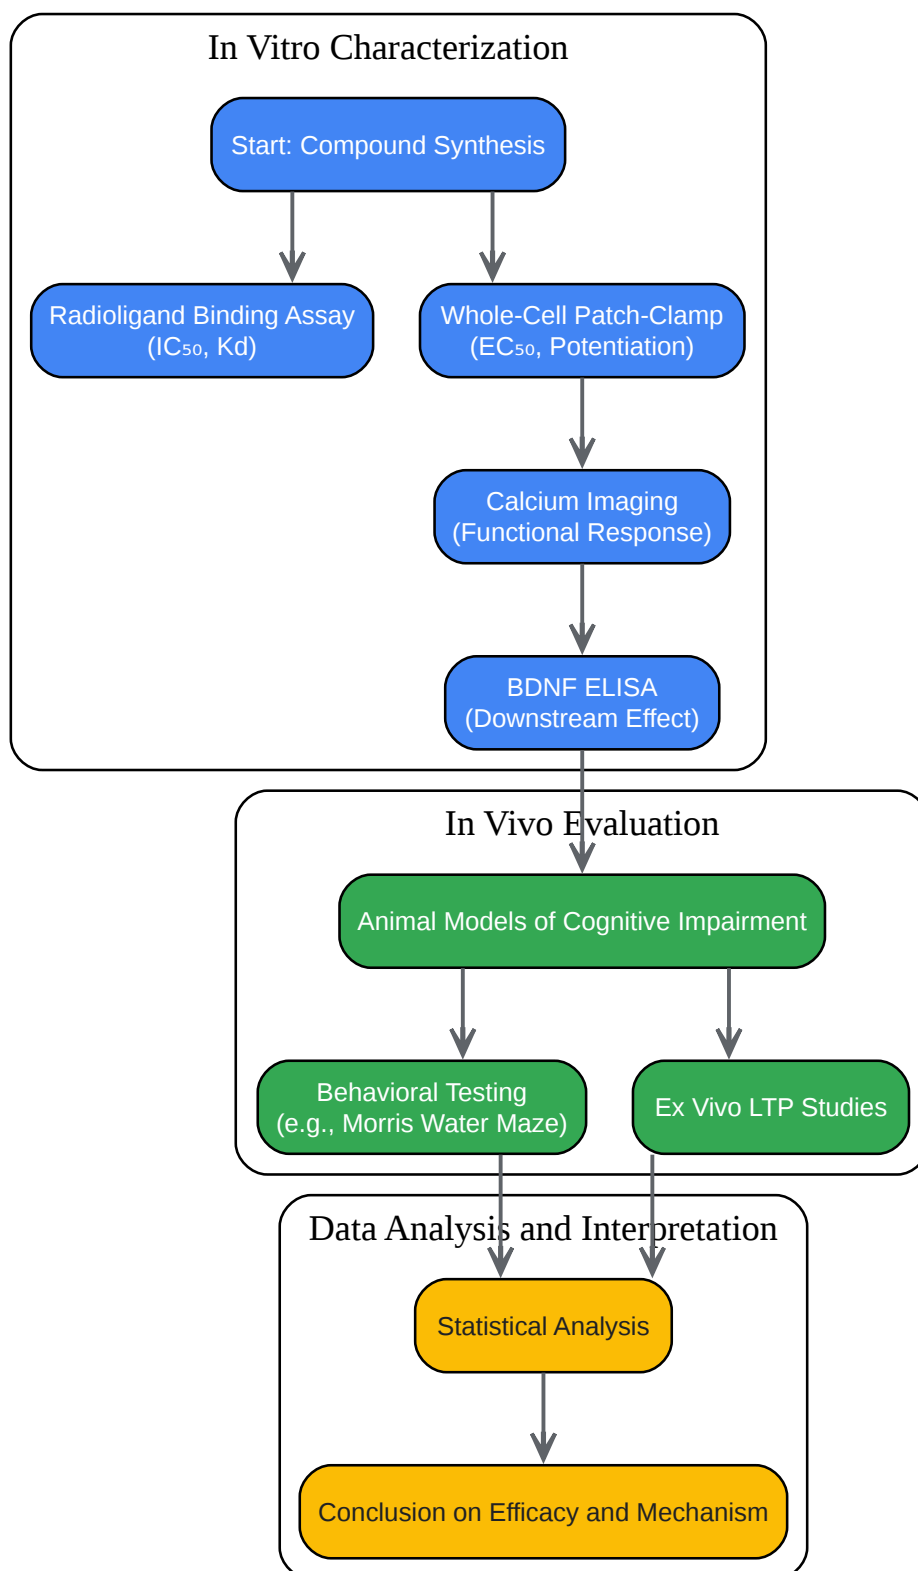 In Vitro Characterization
Start: Compound Synthesis
Radioligand Binding Assay
(IC₅₀, Kd)
Whole-Cell Patch-Clamp
(EC₅₀, Potentiation)
Calcium Imaging
(Functional Response)
BDNF ELISA
(Downstream Effect)
In Vivo Evaluation
Animal Models of Cognitive Impairment
Behavioral Testing
(e.g., Morris Water Maze)
Ex Vivo LTP Studies
Data Analysis and Interpretation
Statistical Analysis
Conclusion on Efficacy and Mechanism